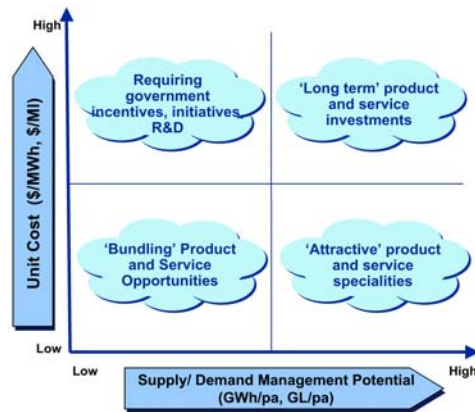 High
Requiring
government
incentives, initiatives
R&D
'Long term' product
and service
investments
Unit Cost ($/MWh, $/Ml)
'Bundling' Product
and Service
Opportunities
'Attractive' product
and service
specialities
Low
Low
High
Supply/ Demand Management Potential
(GWh/pa, GL/pa)